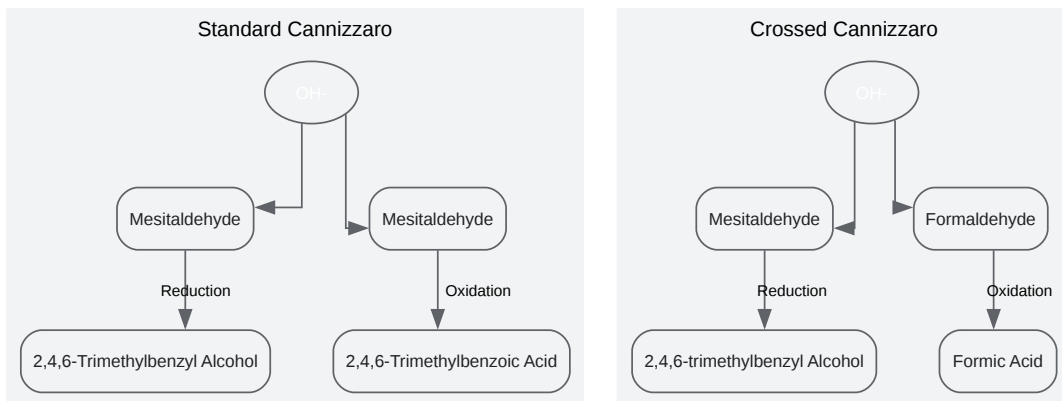 Standard Cannizzaro
OH-
Mesitaldehyde
Mesitaldehyde
Reduction
Oxidation
2,4,6-Trimethylbenzyl Alcohol
2,4,6-Trimethylbenzoic Acid
Crossed Cannizzaro
OH-
Mesitaldehyde
Formaldehyde
Reduction
Oxidation
2,4,6-trimethylbenzyl Alcohol
Formic Acid